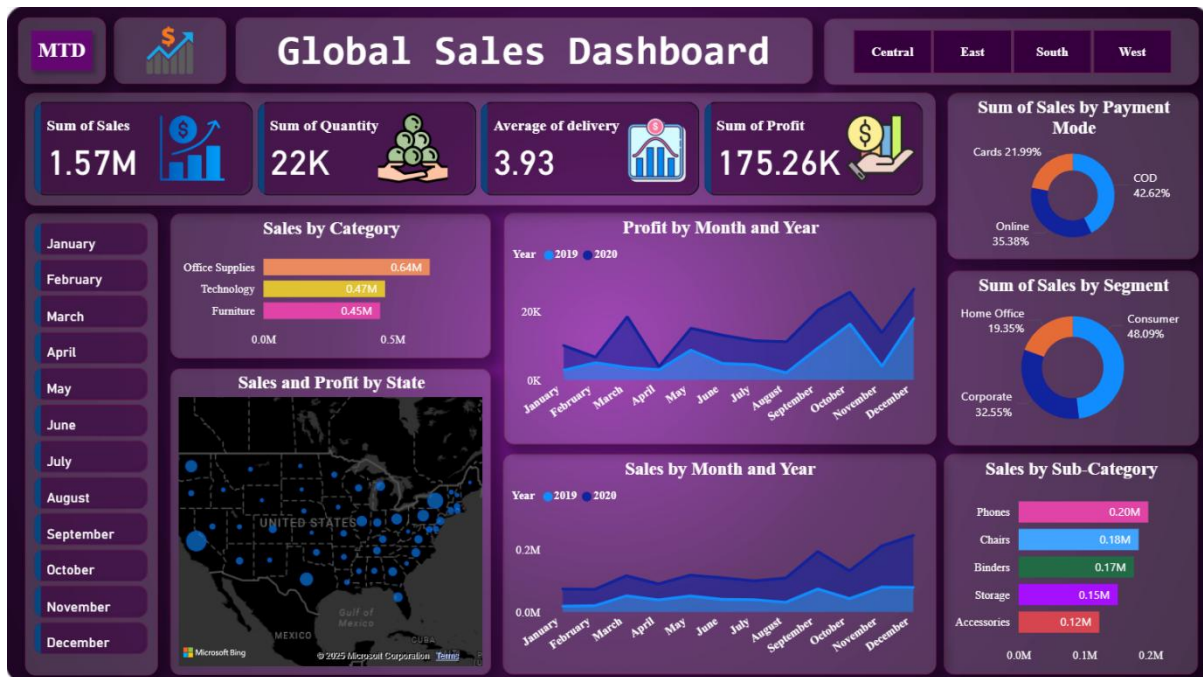 MTD
Global Sales Dashboard
Central East South West
Sum of Sales
1.57M
Sum of Quantity
22K
Average of delivery
3.93
Sum of Profit
175.26K
Sum of Sales by Payment
Mode
Cards 21.99%
COD
42.62%
Online
35.38%
January
February
March
April
May
June
July
August
September
October
November
December
Sales by Category
Office Supplies 0.64M
Technology 0.47M
Furniture 0.45M
0.0M 0.5M
Profit by Month and Year
Year 2019 2020
20K
0K
January February March April May June July August September October November December
Sum of Sales by Segment
Home Office
19.35%
Consumer
48.09%
Corporate
32.55%
Sales and Profit by State
UNITED STATES
Gulf of
Mexico
MEXICO
CUBA
Microsoft Bing
© 2025 Microsoft Corporation Terms
Sales by Month and Year
Year 2019 2020
0.2M
0.0M
January February March April May June July August September October November December
Sales by Sub-Category
Phones 0.20M
Chairs 0.18M
Binders 0.17M
Storage 0.15M
Accessories 0.12M
0.0M 0.1M 0.2M